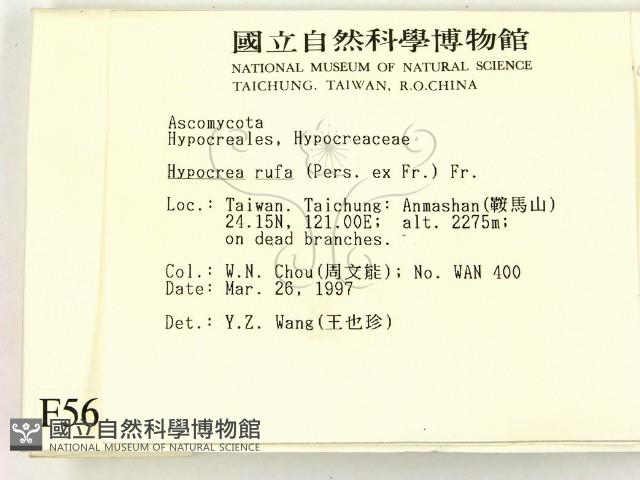 國立自然科學博物館
NATIONAL MUSEUM OF NATURAL SCIENCE
TAICHUNG, TAIWAN, R.O.CHINA
Ascomycota
Hypocreales, Hypocreaceae
Hypocrea rufa (Pers. ex Fr.) Fr.
Loc.: Taiwan. Taichung: Anmashan(鞍馬山)
24.15N, 121.00E; alt. 2275m;
on dead branches.
Col.: W.N. Chou(周文能); No. WAN 400
Date: Mar. 26, 1997
Det.: Y.Z. Wang(王也珍)
F56
國立自然科學博物館
NATIONAL MUSEUM OF NATURAL SCIENCE